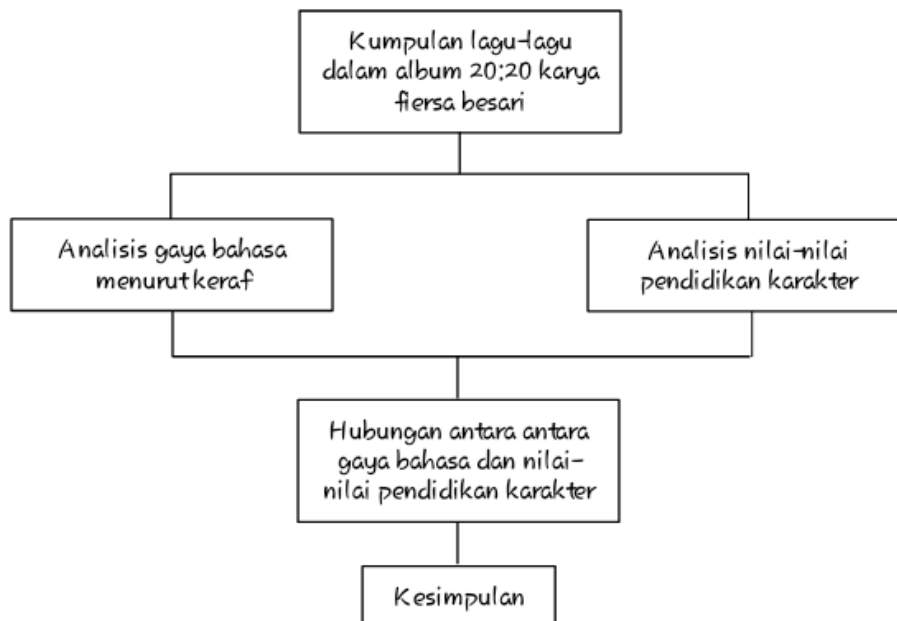 Kumpulan lagu-lagu
dalam album 20:20 karya
fiersa besari
Analisis gaya bahasa
menurut keraf
Analisis nilai-nilai
pendidikan karakter
Hubungan antara antara
gaya bahasa dan nilai-
nilai pendidikan karakter
Kesimpulan